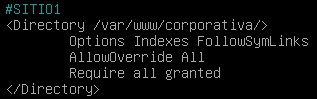 #SITIO1
<Directory /var/www/corporativa/>
Options Indexes FollowSymLinks
AllowOverride All
Require all granted
</Directory>